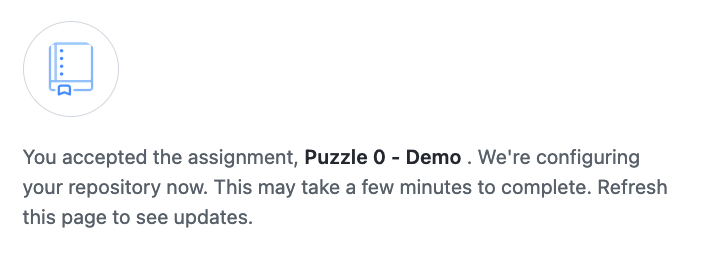 You accepted the assignment, Puzzle 0 - Demo . We're configuring
your repository now. This may take a few minutes to complete. Refresh
this page to see updates.